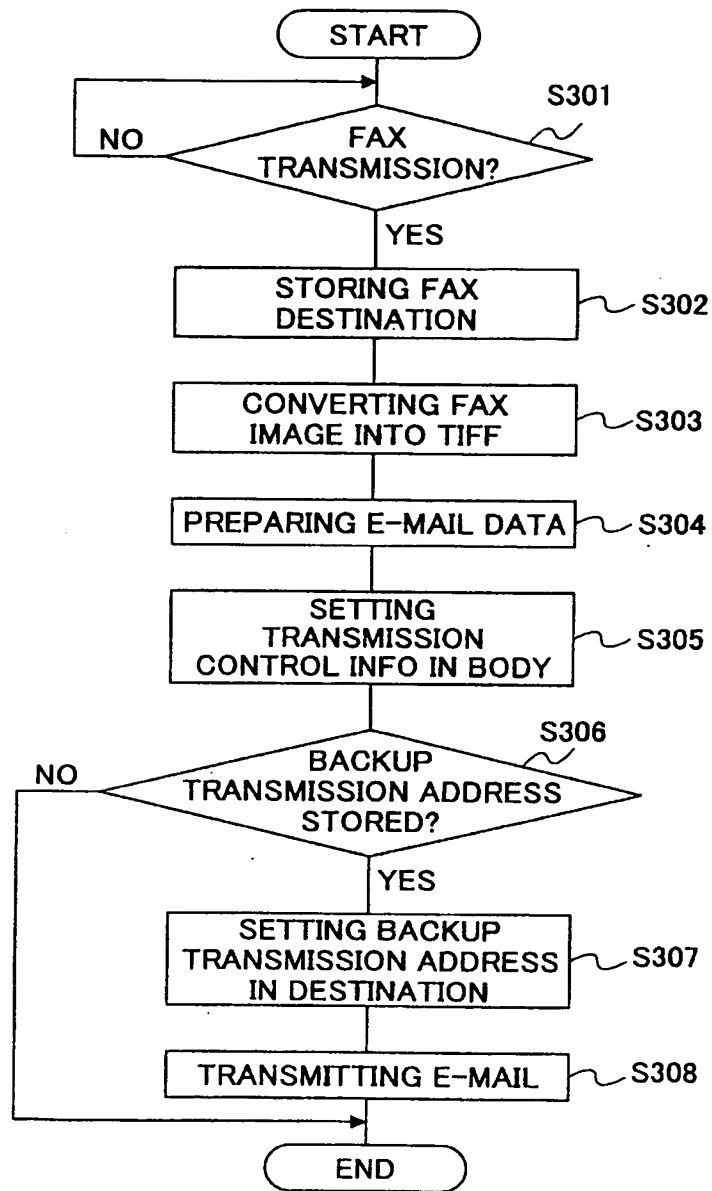 START
S301
NO
FAX
TRANSMISSION?
YES
STORING FAX
DESTINATION
S302
CONVERTING FAX
IMAGE INTO TIFF
S303
PREPARING E-MAIL DATA
S304
SETTING
TRANSMISSION
CONTROL INFO IN BODY
S305
S306
NO
BACKUP
TRANSMISSION ADDRESS
STORED?
YES
SETTING BACKUP
TRANSMISSION ADDRESS
IN DESTINATION
S307
TRANSMITTING E-MAIL
S308
END